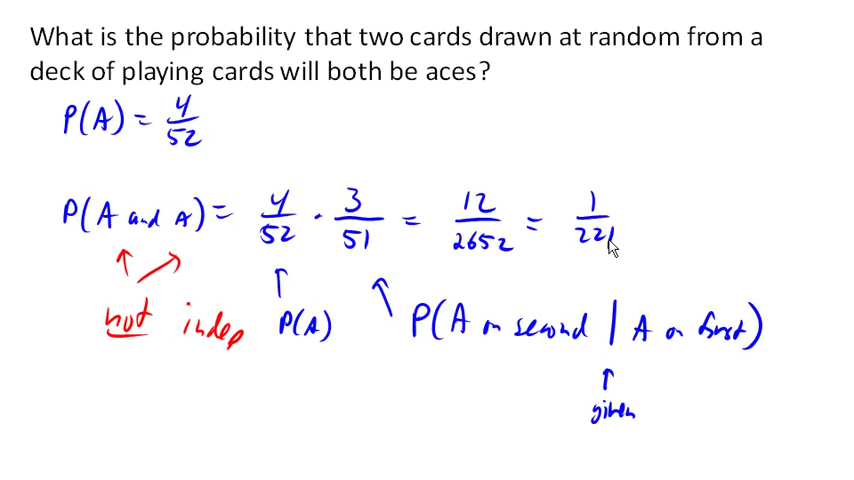 What is the probability that two cards drawn at random from a
deck of playing cards will both be aces?
P(A) = 4/52
P(A and A) = 4/52 · 3/51 = 12/2652 = 1/221
not indep
P(A)
P(A on second | A on first)
given